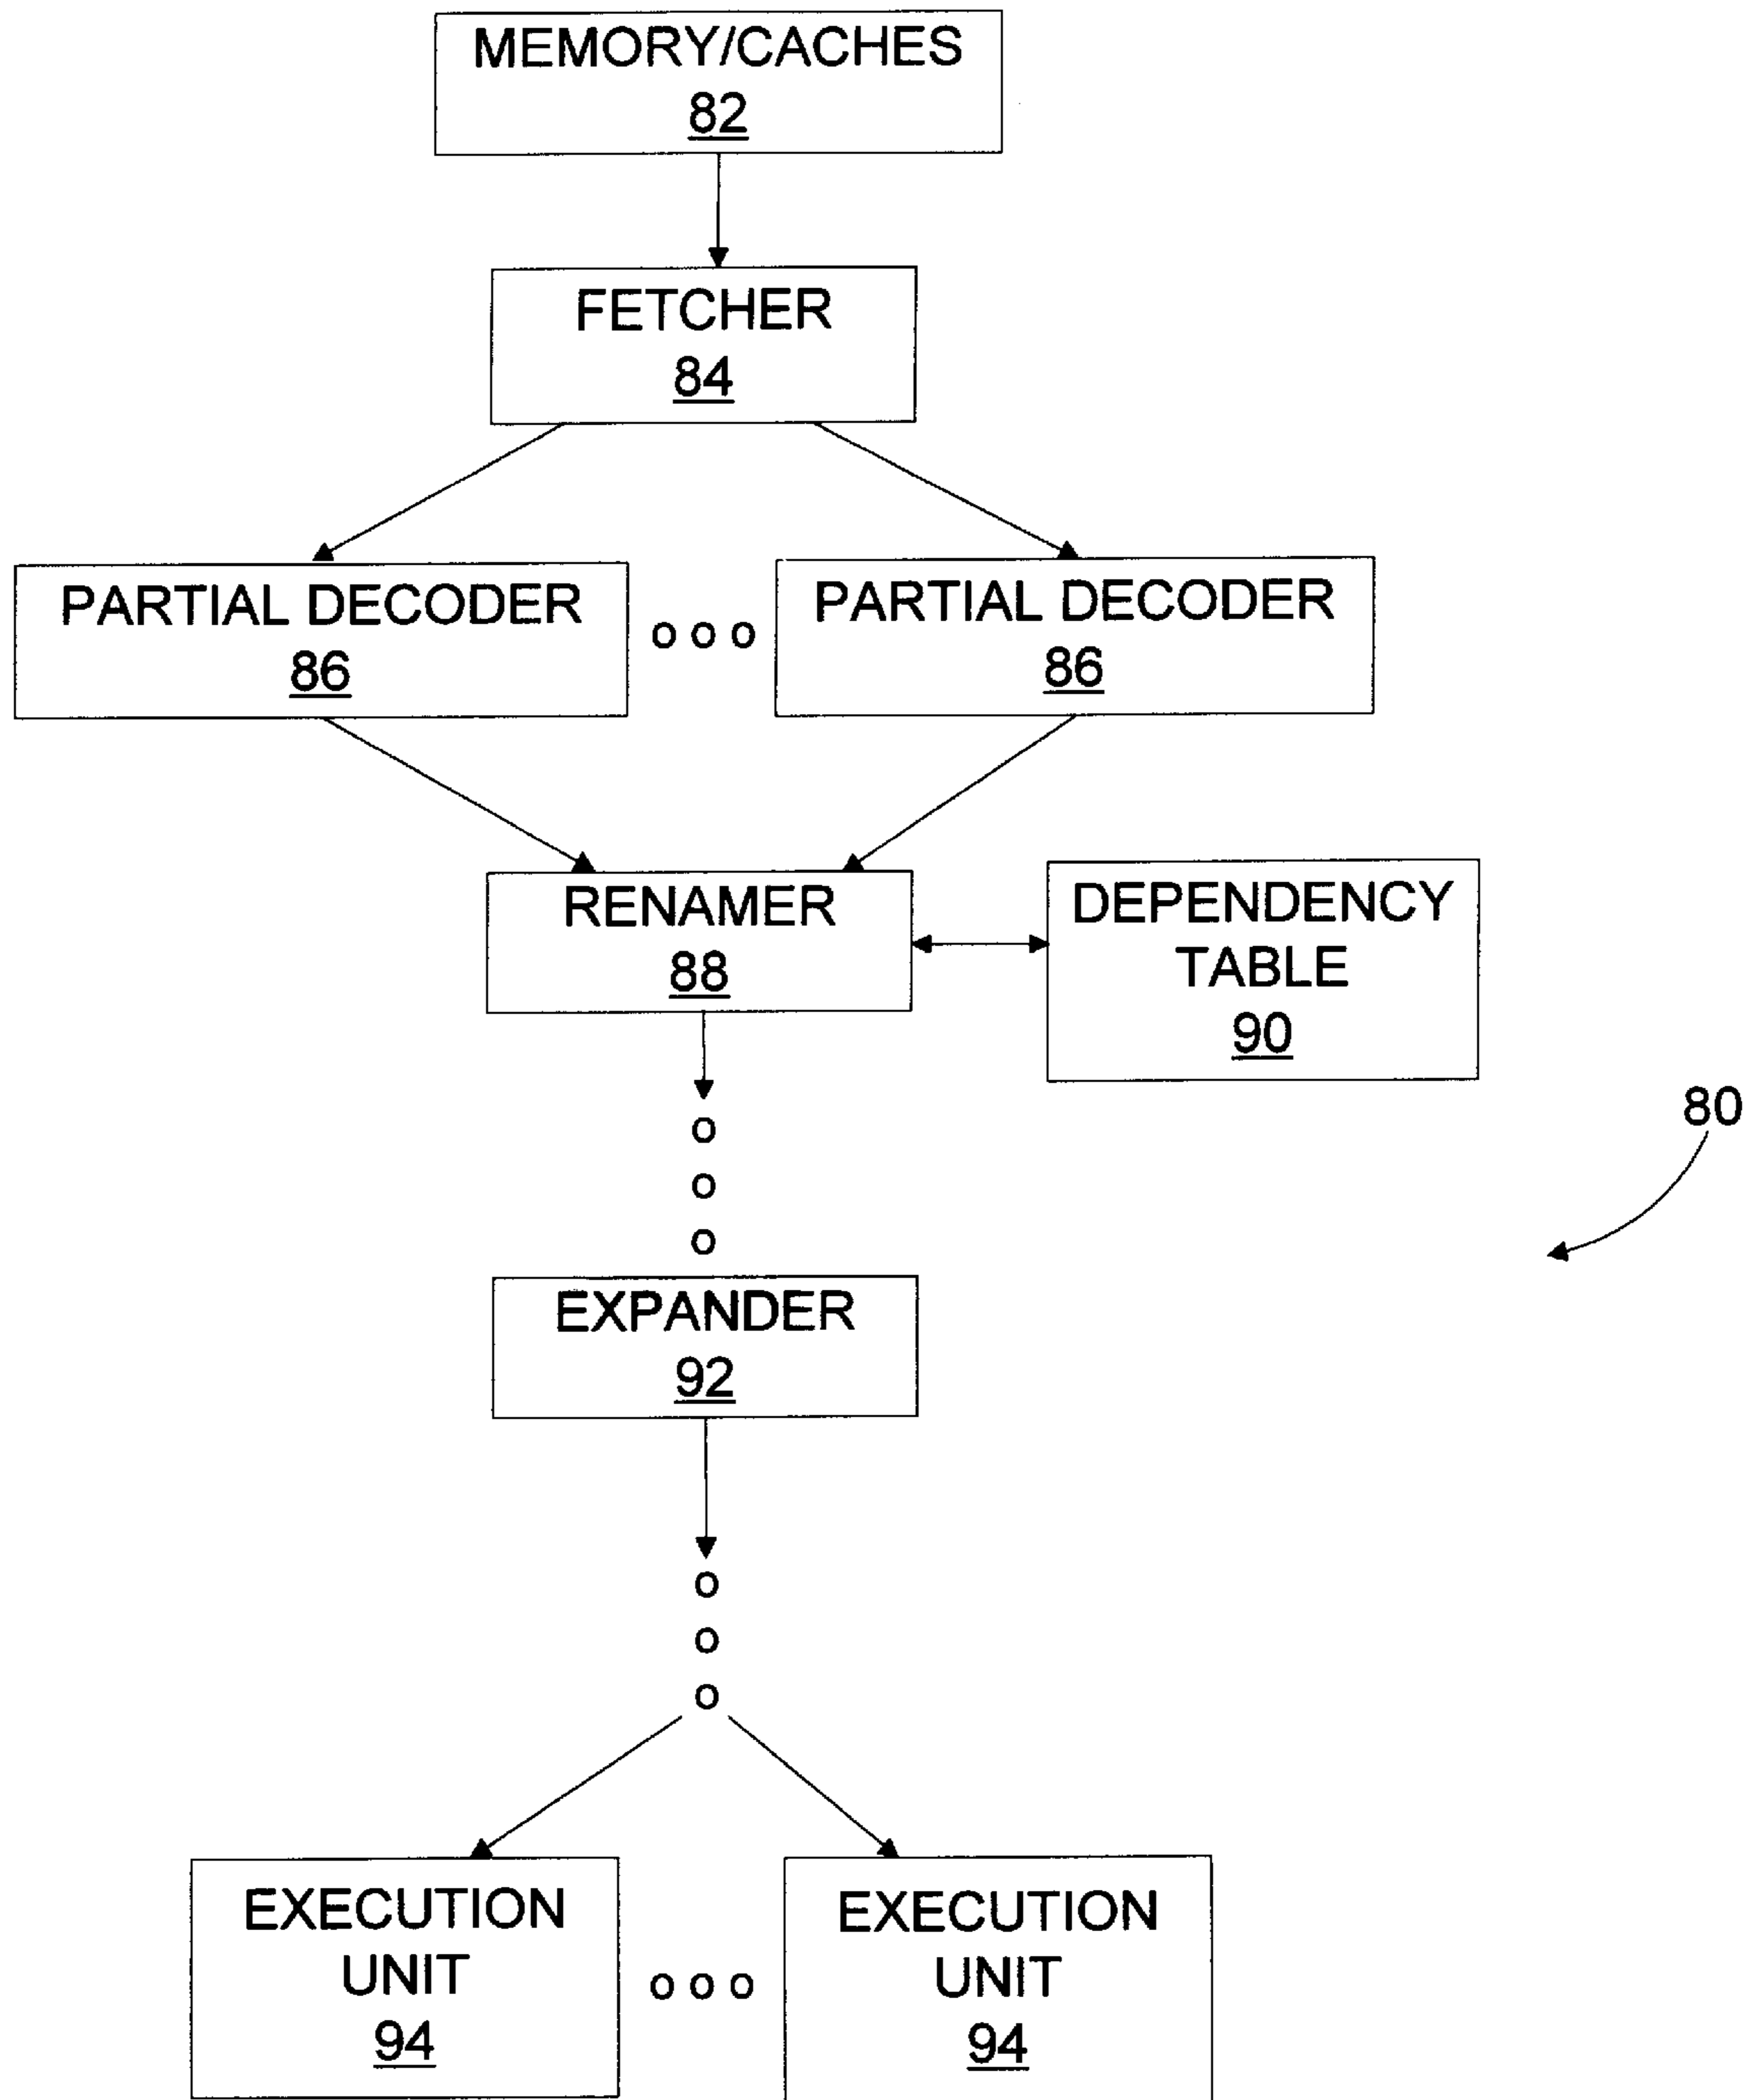 MEMORY/CACHES
82
FETCHER
84
PARTIAL DECODER
86
o o o
PARTIAL DECODER
86
RENAMER
88
DEPENDENCY
TABLE
90
80
o
o
o
EXPANDER
92
o
o
o
EXECUTION
UNIT
94
o o o
EXECUTION
UNIT
94